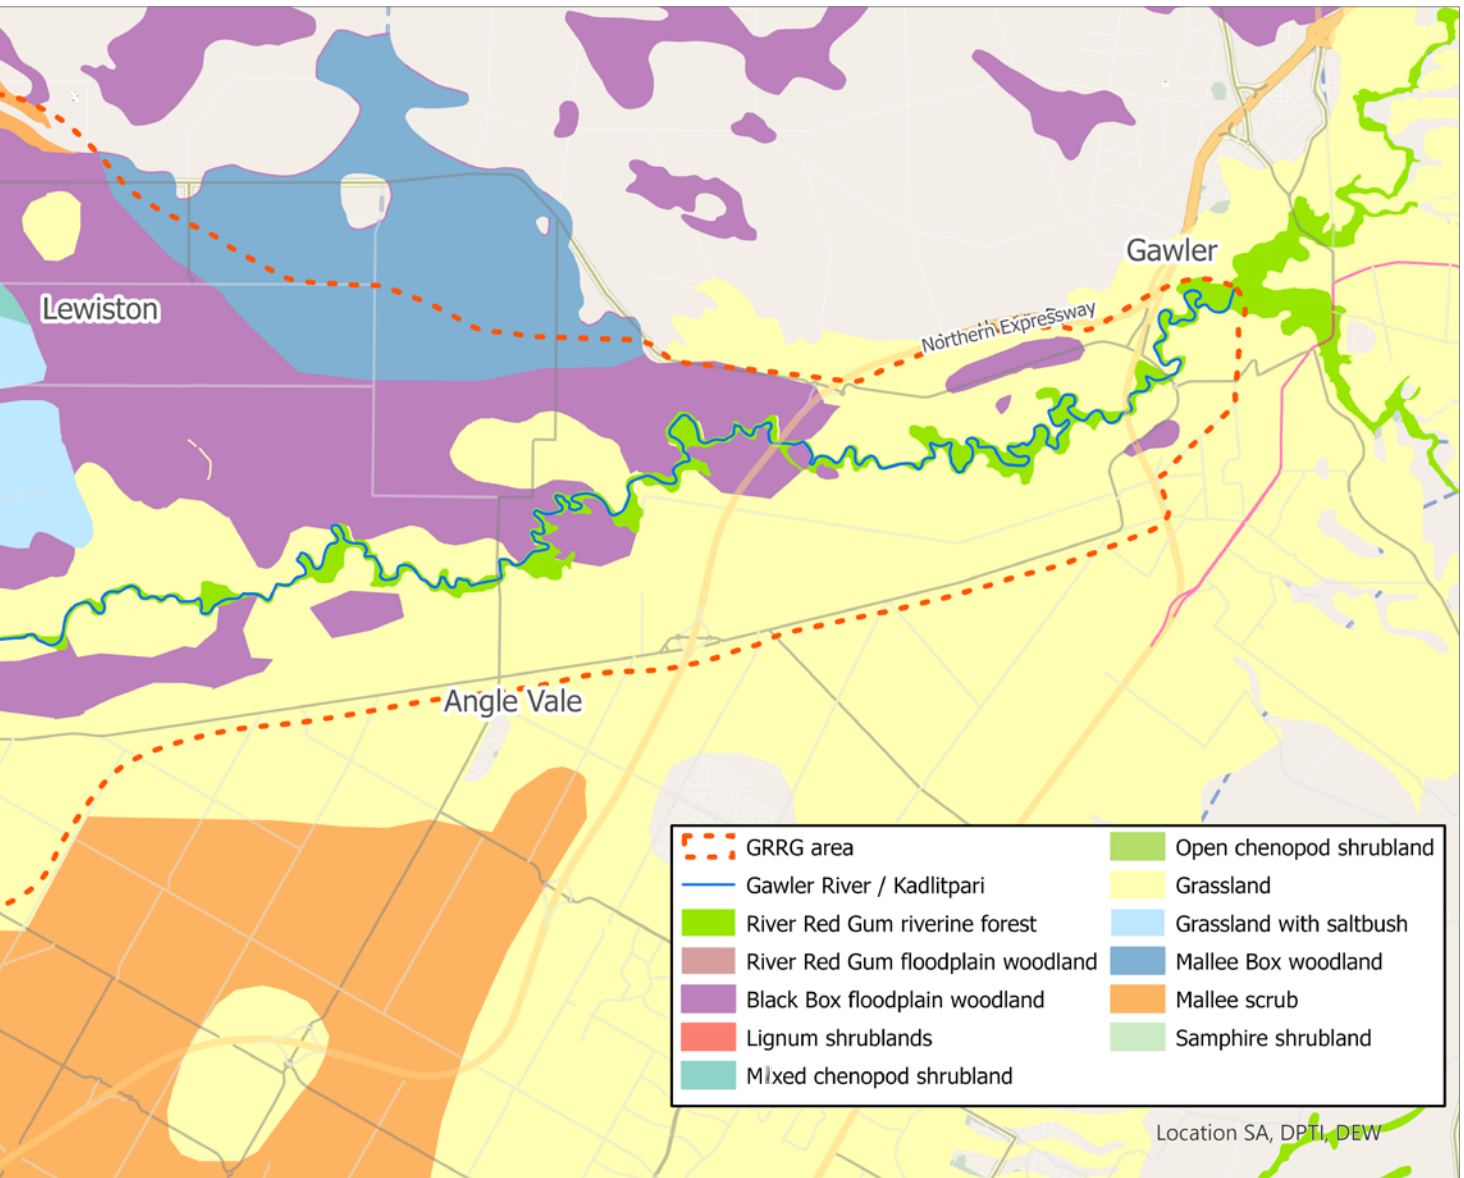 Gawler
Lewiston
Northern Expressway
Angle Vale
GRRG area
Gawler River / Kadlitpari
River Red Gum riverine forest
River Red Gum floodplain woodland
Black Box floodplain woodland
Lignum shrublands
Mixed chenopod shrubland
Open chenopod shrubland
Grassland
Grassland with saltbush
Mallee Box woodland
Mallee scrub
Samphire shrubland
Location SA, DPTI, DEW